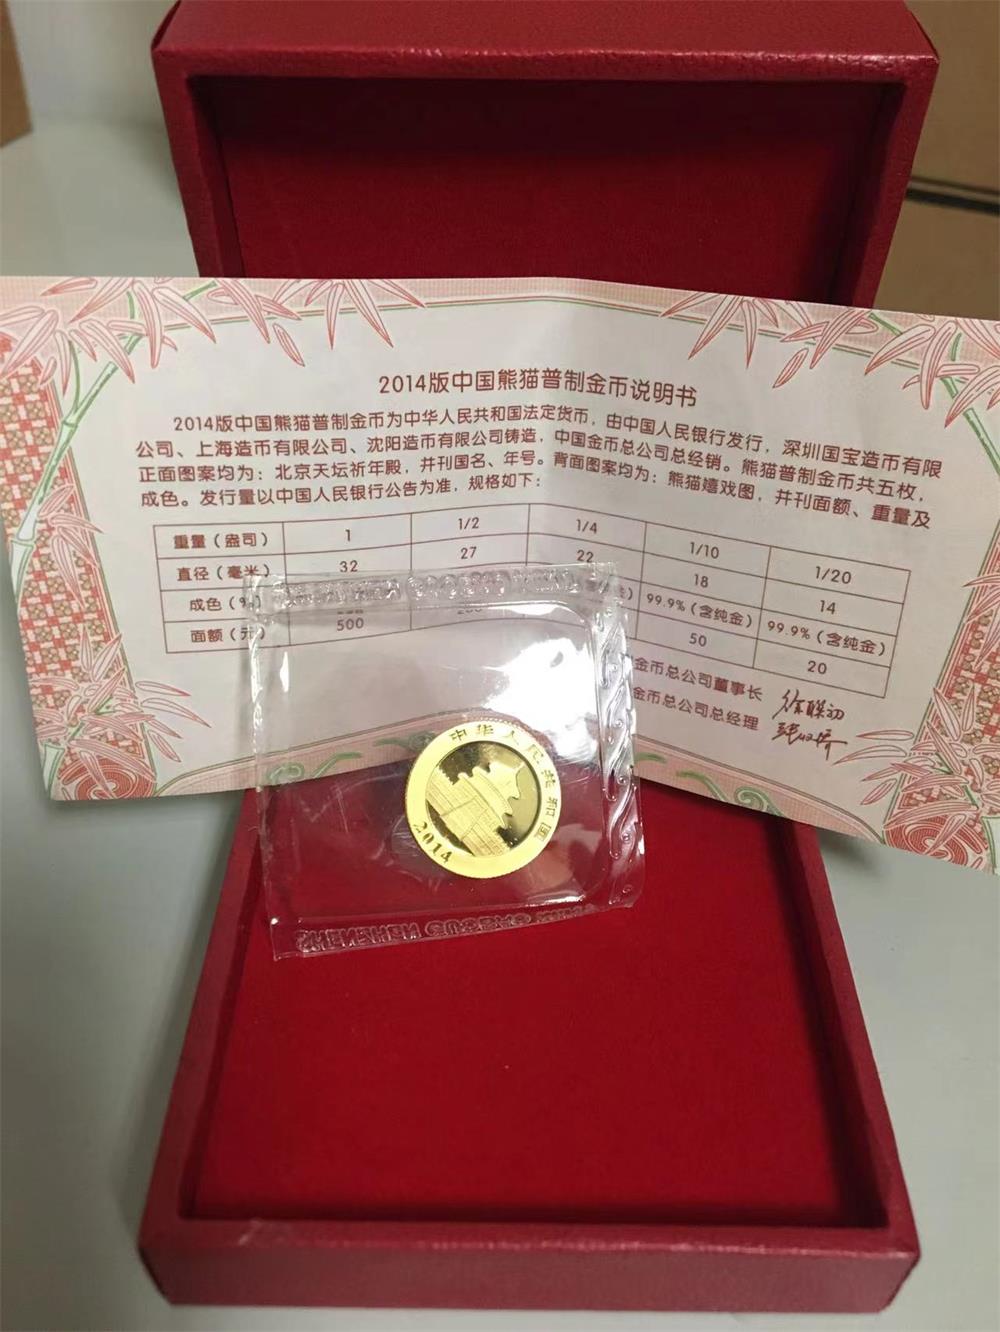 2014版中国熊猫普制金币说明书
2014版中国熊猫普制金币为中华人民共和国法定货币，由中国人民银行发行，深圳国宝造币有限
公司、上海造币有限公司、沈阳造币有限公司铸造，中国金币总公司总经销。熊猫普制金币共五枚，
正面图案均为：北京天坛祈年殿，并刊国名、年号。背面图案均为：熊猫嬉戏图，并刊面额、重量及
成色。发行量以中国人民银行公告为准，规格如下：
重量（盎司） 1 1/2 1/4 1/10 1/20
直径（毫米） 32 27 22 18 14
成色（%） 99.9%（含纯金） 99.9%（含纯金）
面额（元） 500 50 20
金币总公司董事长
金币总公司总经理
中华人民共和国
2014